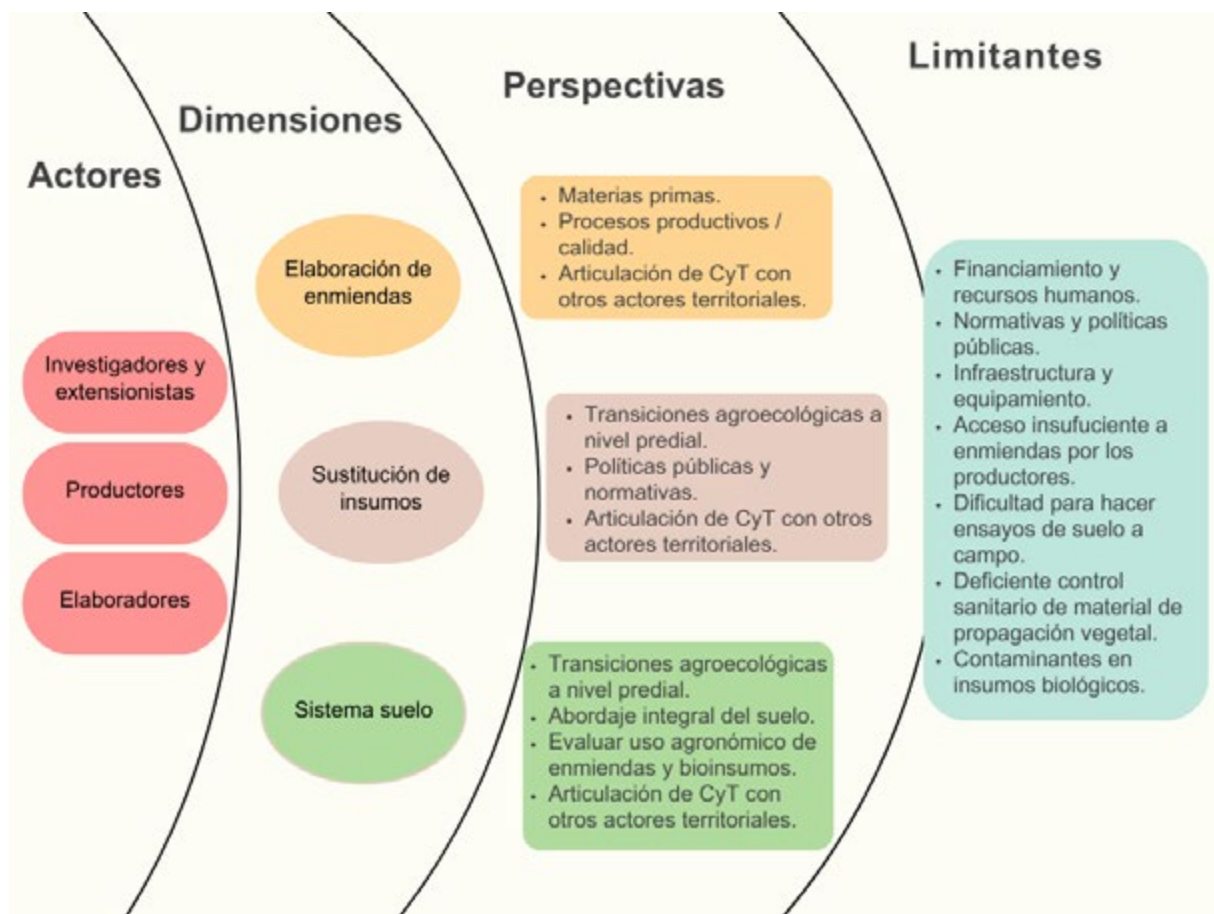 Actores
Dimensiones
Perspectivas
Limitantes
Investigadores y
extensionistas
Productores
Elaboradores
Elaboración de
enmiendas
Sustitución de
insumos
Sistema suelo
• Materias primas.
• Procesos productivos /
calidad.
• Articulación de CyT con
otros actores territoriales.
• Transiciones agroecológicas a
nivel predial.
• Políticas públicas y
normativas.
• Articulación de CyT con otros
actores territoriales.
• Transiciones agroecológicas
a nivel predial.
• Abordaje integral del suelo.
• Evaluar uso agronómico de
enmiendas y bioinsumos.
• Articulación de CyT con
otros actores territoriales.
• Financiamiento y
recursos humanos.
• Normativas y políticas
públicas.
• Infraestructura y
equipamiento.
• Acceso insufuciente a
enmiendas por los
productores.
• Dificultad para hacer
ensayos de suelo a
campo.
• Deficiente control
sanitario de material de
propagación vegetal.
• Contaminantes en
insumos biológicos.